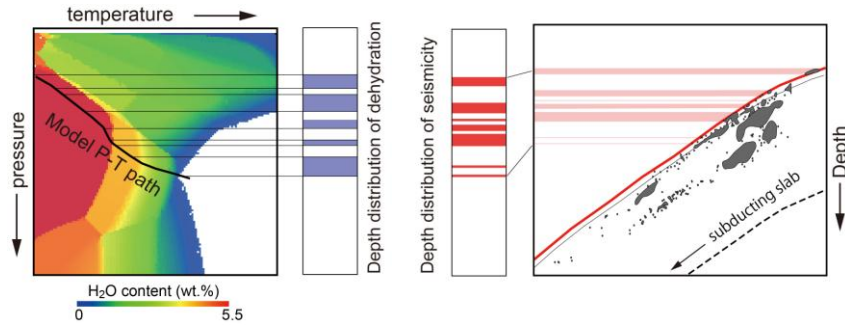 temperature
pressure
Model P-T path
H₂O content (wt.%)
0
5.5
Depth distribution of dehydration
Depth distribution of seismicity
subducting slab
Depth